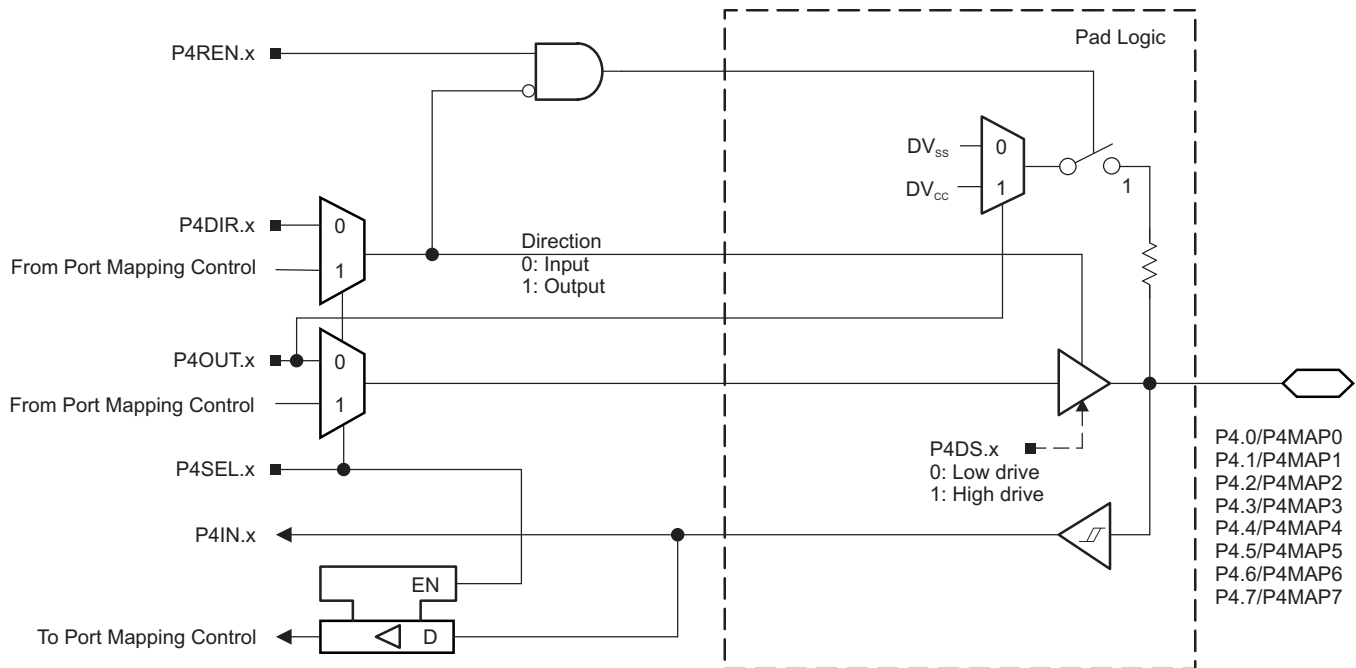 Pad Logic
P4REN.x
DVSS
0
DVCC
1
1
P4DIR.x
0
From Port Mapping Control
1
Direction
0: Input
1: Output
P4OUT.x
0
From Port Mapping Control
1
P4DS.x
0: Low drive
1: High drive
P4SEL.x
P4IN.x
EN
D
To Port Mapping Control
P4.0/P4MAP0
P4.1/P4MAP1
P4.2/P4MAP2
P4.3/P4MAP3
P4.4/P4MAP4
P4.5/P4MAP5
P4.6/P4MAP6
P4.7/P4MAP7